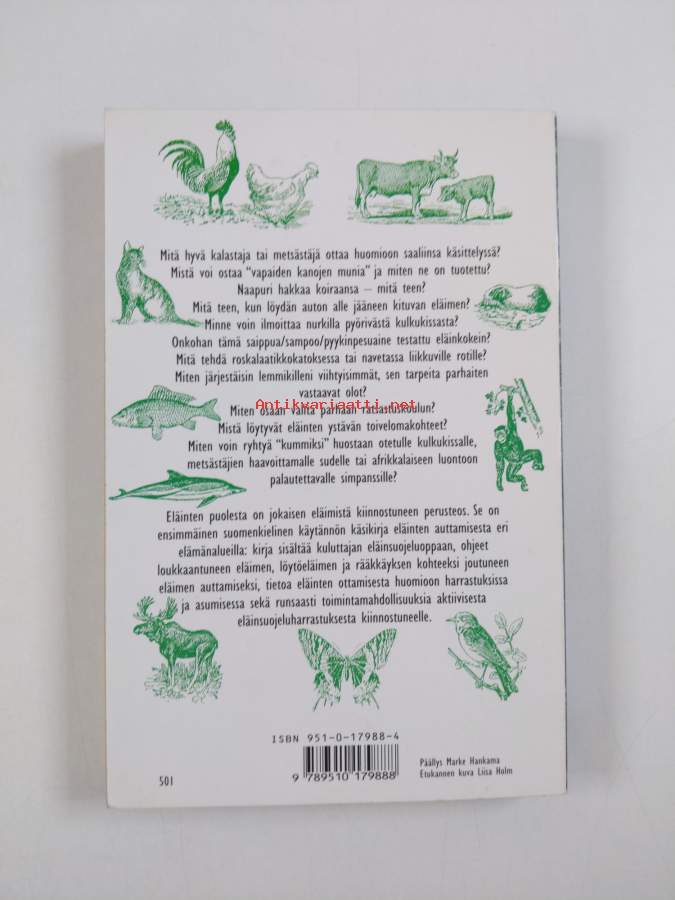 Mitä hyvä kalastaja tai metsästäjä ottaa huomioon saaliinsa käsittelyssä?
Mistä voi ostaa "vapaiden kanojen munia" ja miten ne on tuotettu?
Naapuri hakkaa koiraansa – mitä teen?
Mitä teen, kun löydän auton alle jääneen kituvan eläimen?
Minne voin ilmoittaa nurkilla pyörivästä kulkukissasta?
Onkohan tämä saippua/sampoo/pyykinpesuaine testattu eläinkokein?
Mitä tehdä roskalaatikkokatoksessa tai navetassa liikkuville rotille?
Miten järjestäisin lemmikilleni viihtyisimmät, sen tarpeita parhaiten
vastaavat olot?
Antikvariaatti.net
Miten osaan valita parhaan ratsastuskoulun?
Mistä löytyvät eläinten ystävän toivelomakohteet?
Miten voin ryhtyä "kummiksi" huostaan otetulle kulkukissalle,
metsästäjien haavoittamalle sudelle tai afrikkalaiseen luontoon
palautettavalle simpanssille?
Eläinten puolesta on jokaisen eläimistä kiinnostuneen perusteos. Se on
ensimmäinen suomenkielinen käytännön käsikirja eläinten auttamisesta eri
elämänalueilla: kirja sisältää kuluttajan eläinsuojeluoppaan, ohjeet
loukkaantuneen eläimen, löytöeläimen ja rääkkäyksen kohteeksi joutuneen
eläimen auttamiseksi, tietoa eläinten ottamisesta huomioon harrastuksissa
ja asumisessa sekä runsaasti toimintamahdollisuuksia aktiivisesta
eläinsuojeluharrastuksesta kiinnostuneelle.
ISBN 951-0-17988-4
9 789510 179888
501
Päällys Marke Hankama
Etukannen kuva Liisa Holm